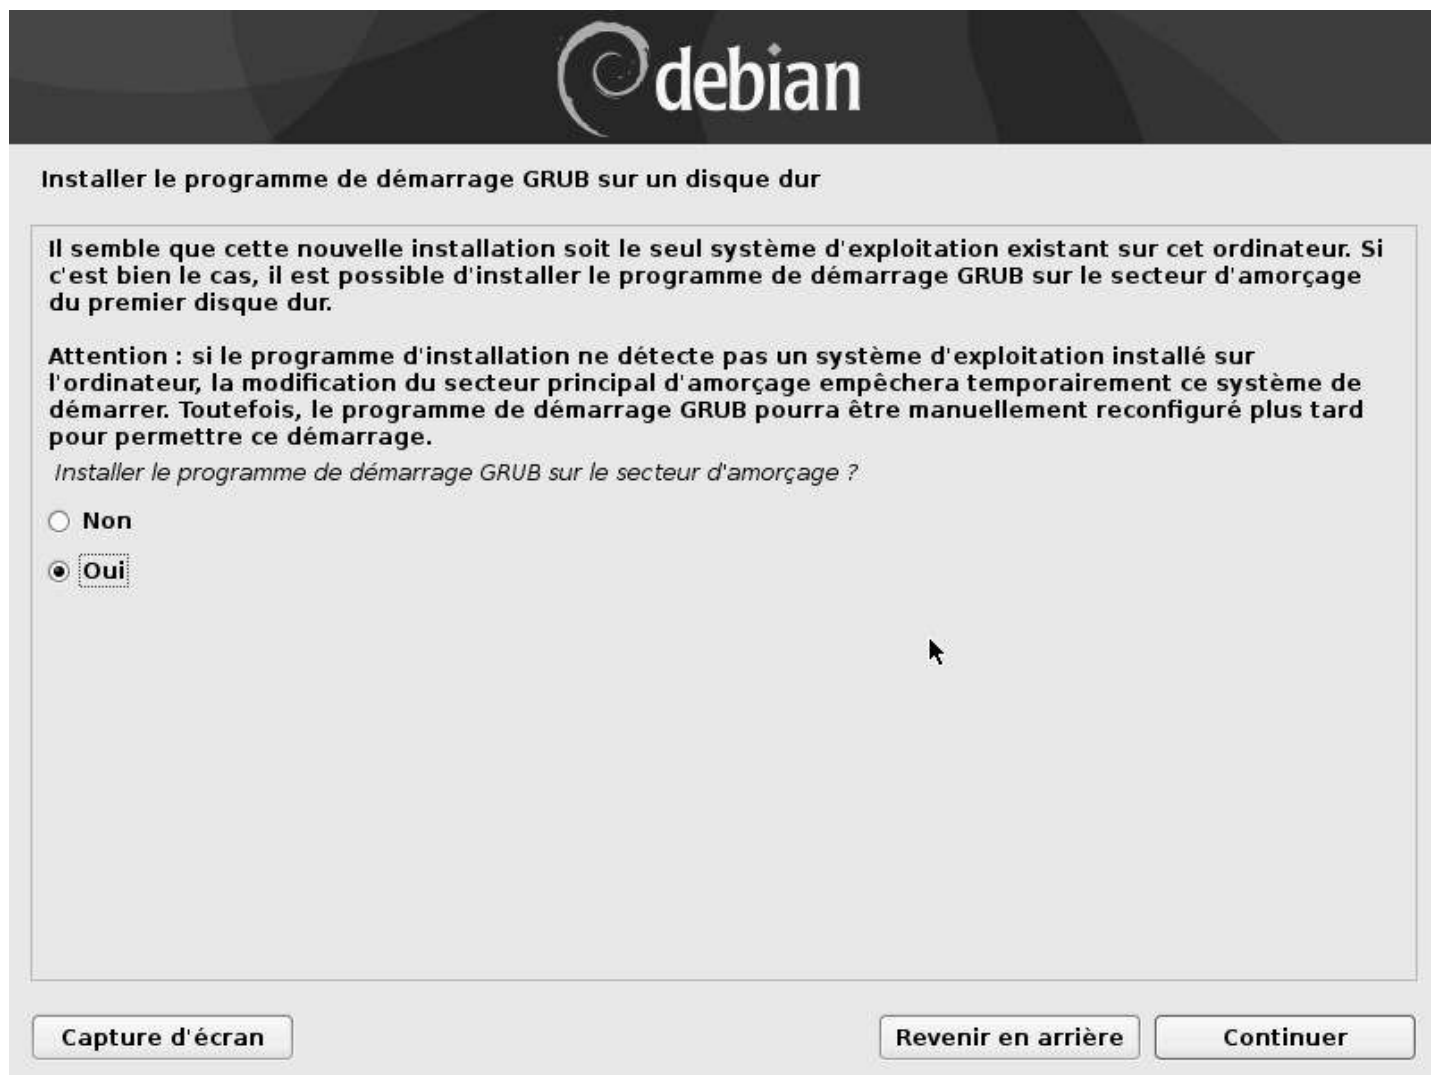 debian
Installer le programme de démarrage GRUB sur un disque dur
Il semble que cette nouvelle installation soit le seul système d'exploitation existant sur cet ordinateur. Si
c'est bien le cas, il est possible d'installer le programme de démarrage GRUB sur le secteur d'amorçage
du premier disque dur.
Attention : si le programme d'installation ne détecte pas un système d'exploitation installé sur
l'ordinateur, la modification du secteur principal d'amorçage empêchera temporairement ce système de
démarrer. Toutefois, le programme de démarrage GRUB pourra être manuellement reconfiguré plus tard
pour permettre ce démarrage.
Installer le programme de démarrage GRUB sur le secteur d'amorçage ?
Non
Oui
Capture d'écran
Revenir en arrière
Continuer